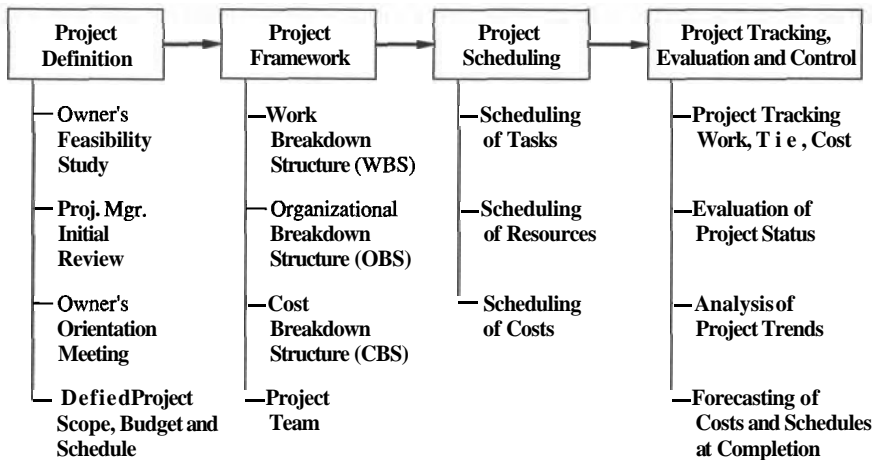 Project
Definition
Project
Framework
Project
Scheduling
Project Tracking,
Evaluation and Control
Owner's
Feasibility
Study
Proj. Mgr.
Initial
Review
Owner's
Orientation
Meeting
DefiedProject
Scope, Budget and
Schedule
Work
Breakdown
Structure (WBS)
Organizational
Breakdown
Structure (OBS)
Cost
Breakdown
Structure (CBS)
Project
Team
Scheduling
of Tasks
Scheduling
of Resources
Scheduling
of Costs
Project Tracking
Work, T i e , Cost
Evaluation of
Project Status
Analysis of
Project Trends
Forecasting of
Costs and Schedules
at Completion